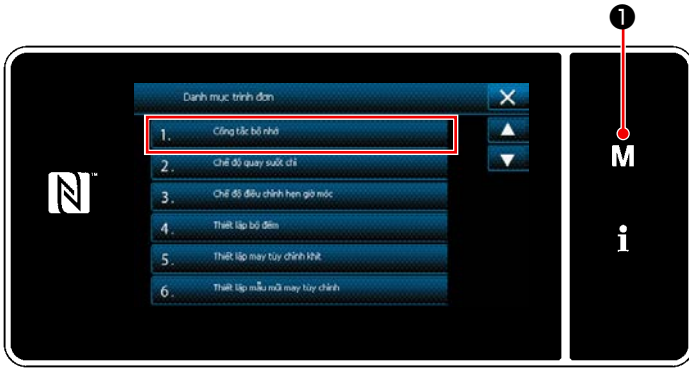 ❶
Danh mục trình đơn
1. Công tắc bộ nhớ
2. Chế độ quay suốt chỉ
3. Chế độ điều chỉnh hẹn giờ móc
4. Thiết lập bộ đếm
5. Thiết lập may tùy chỉnh khít
6. Thiết lập mẫu mũi may tùy chỉnh
M
i